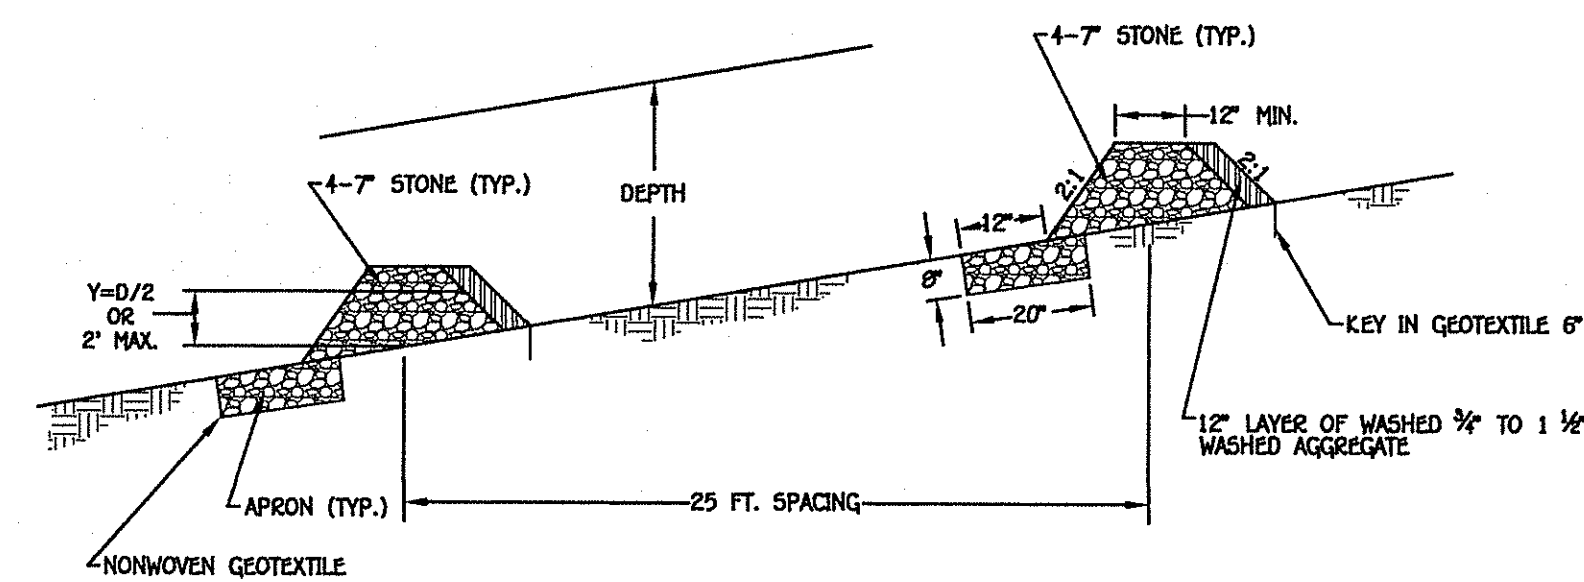 4-7" STONE (TYP.)
12" MIN.
4-7" STONE (TYP.)
2:1
2:1
DEPTH
12"
8"
20"
Y=D/2
OR
2' MAX.
KEY IN GEOTEXTILE 6"
12" LAYER OF WASHED 3/4" TO 1 1/2"
WASHED AGGREGATE
25 FT. SPACING
APRON (TYP.)
NONWOVEN GEOTEXTILE